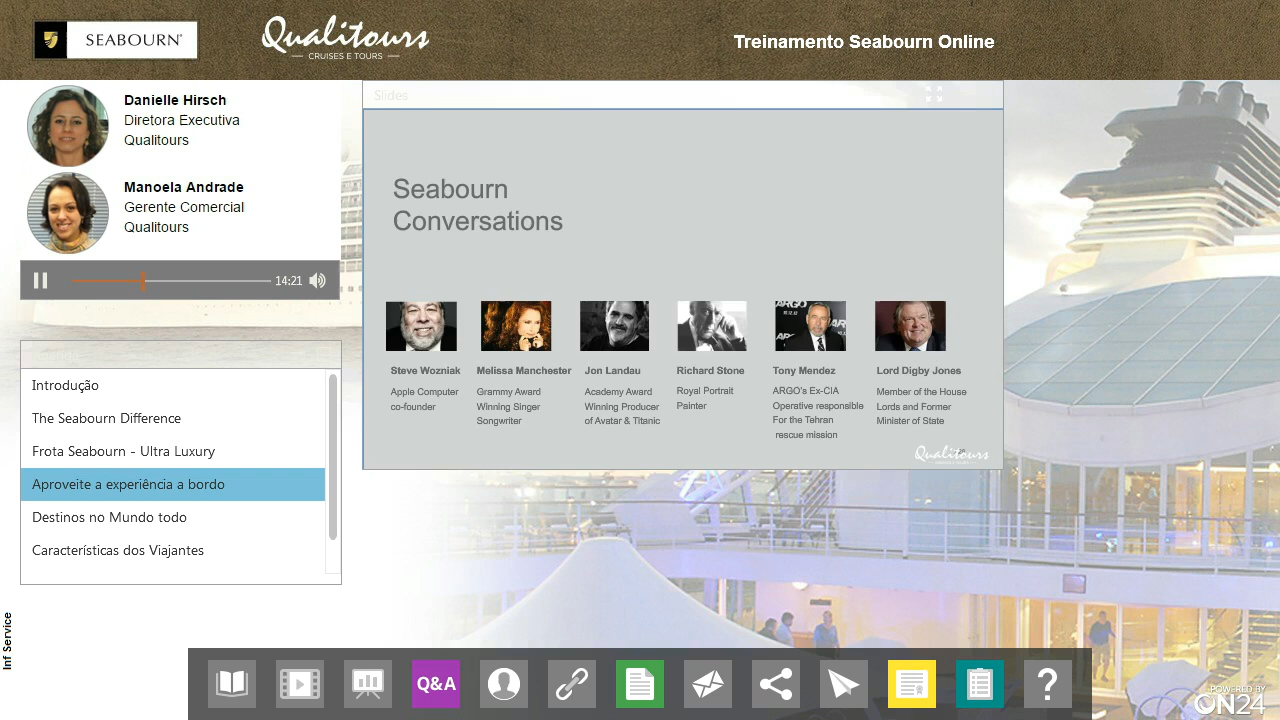 SEABOURN®
Qualitours
CRUISES E TOURS
Treinamento Seabourn Online
Danielle Hirsch
Diretora Executiva
Qualitours
Manoela Andrade
Gerente Comercial
Qualitours
14:21
Introdução
The Seabourn Difference
Frota Seabourn - Ultra Luxury
Aproveite a experiência a bordo
Destinos no Mundo todo
Características dos Viajantes
Inf Service
Slides
Seabourn
Conversations
ARGO
AR
Steve Wozniak
Apple Computer
co-founder
Melissa Manchester
Grammy Award
Winning Singer
Songwriter
Jon Landau
Academy Award
Winning Producer
of Avatar & Titanic
Richard Stone
Royal Portrait
Painter
Tony Mendez
ARGO's Ex-CIA
Operative responsible
For the Tehran
rescue mission
Lord Digby Jones
Member of the House
Lords and Former
Minister of State
Qualitours
Q&A
?
POWERED BY
ON24